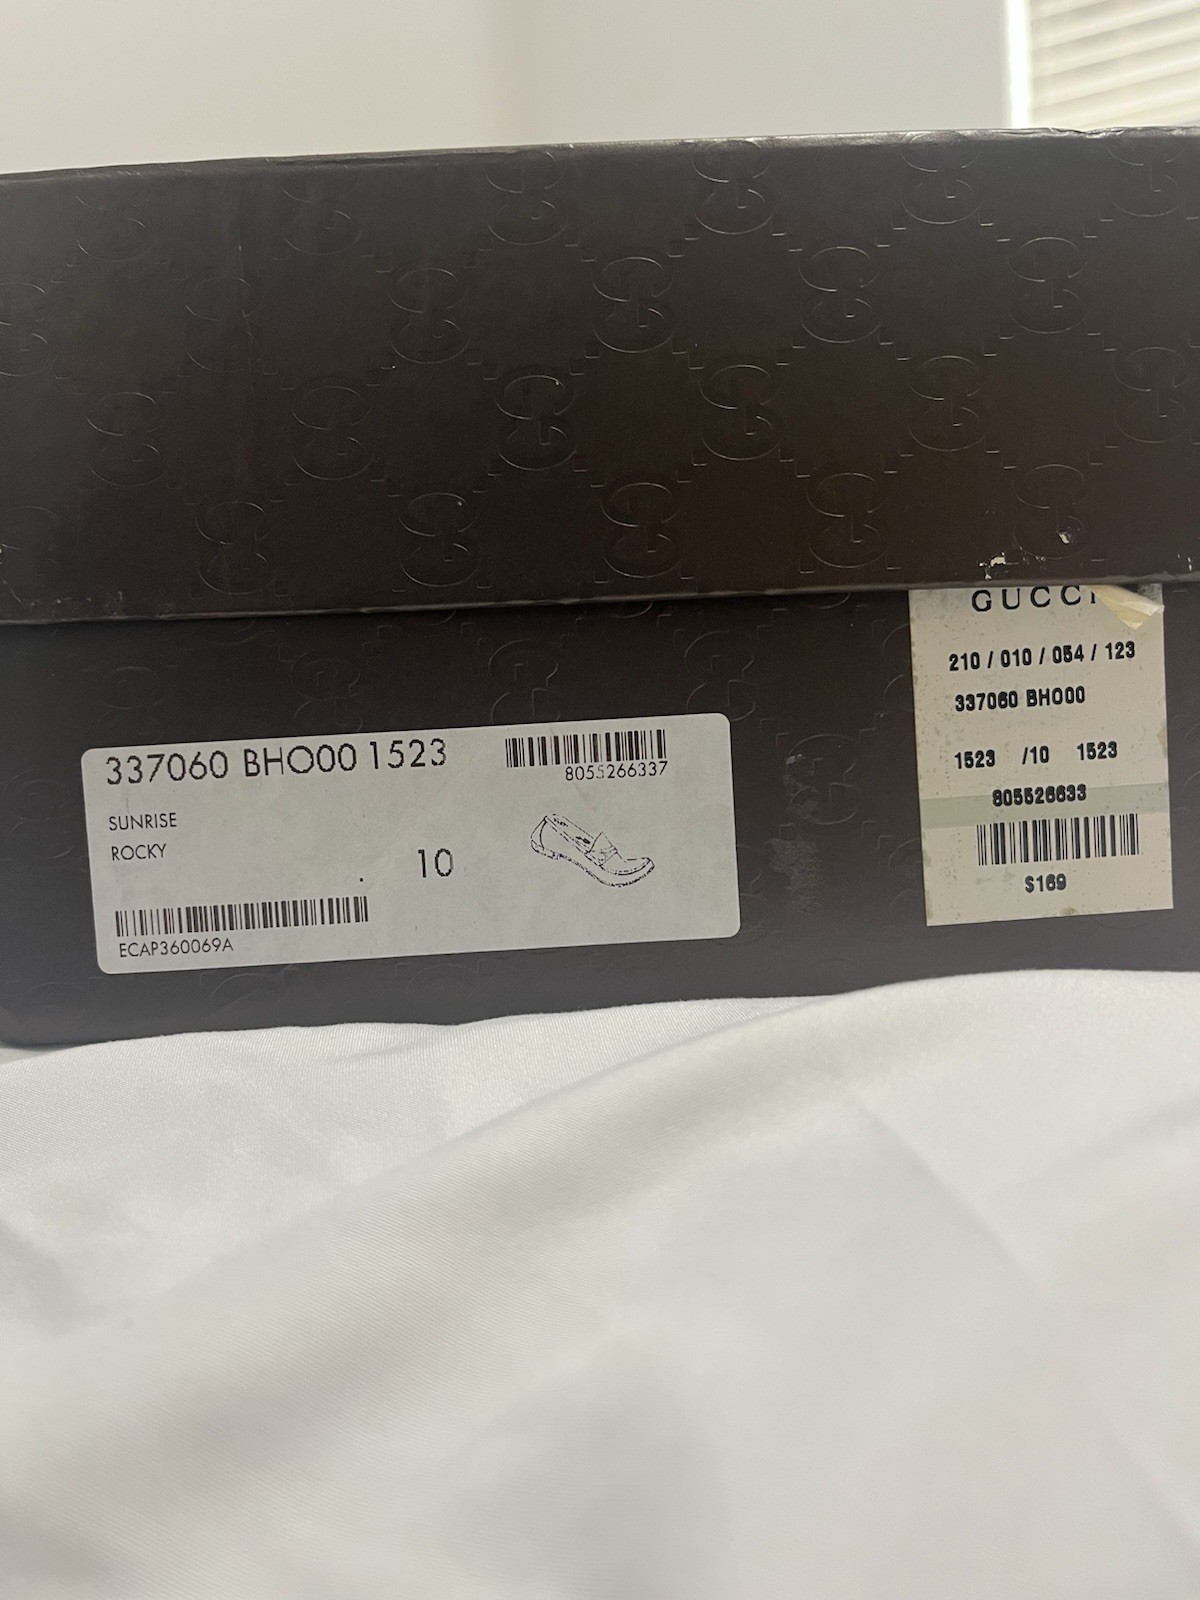 337060 BHO00 1523
8055266337
SUNRISE
ROCKY
. 10
ECAP360069A
GUCCI
210 / 010 / 054 / 123
337060 BHO00
1523 /10 1523
805526633
$169